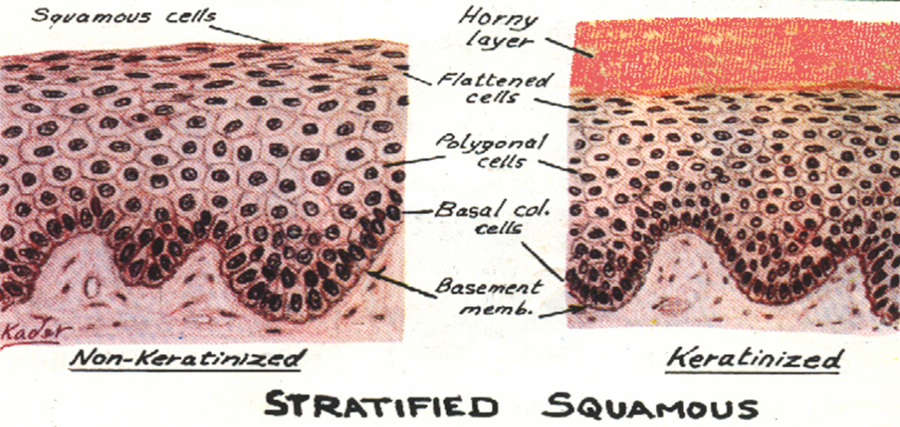 Squamous cells
Horny
layer
Flattened
cells
Polygonal
cells
Basal col.
cells
Basement
memb.
Kader
Non-Keratinized
Keratinized
STRATIFIED SQUAMOUS